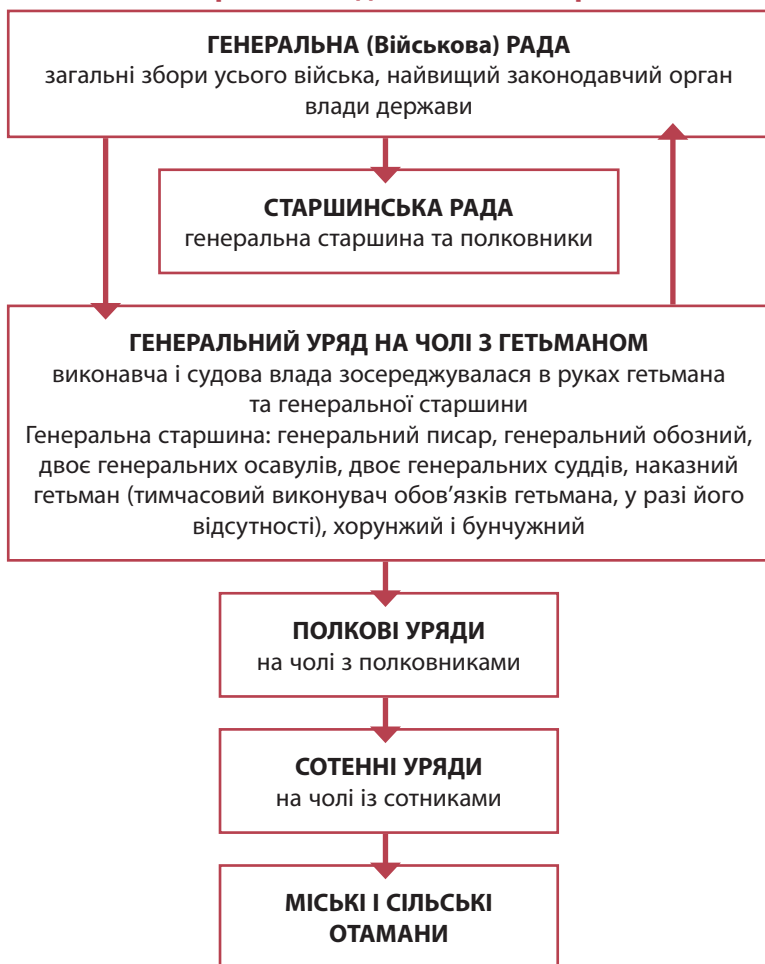 ГЕНЕРАЛЬНА (Військова) РАДА
загальні збори усього війська, найвищий законодавчий орган
влади держави
СТАРШИНСЬКА РАДА
генеральна старшина та полковники
ГЕНЕРАЛЬНИЙ УРЯД НА ЧОЛІ З ГЕТЬМАНОМ
виконавча і судова влада зосереджувалася в руках гетьмана
та генеральної старшини
Генеральна старшина: генеральний писар, генеральний обозний,
двоє генеральних осавулів, двоє генеральних суддів, наказний
гетьман (тимчасовий виконувач обов’язків гетьмана, у разі його
відсутності), хорунжий і бунчужний
ПОЛКОВІ УРЯДИ
на чолі з полковниками
СОТЕННІ УРЯДИ
на чолі із сотниками
МІСЬКІ І СІЛЬСЬКІ
ОТАМАНИ